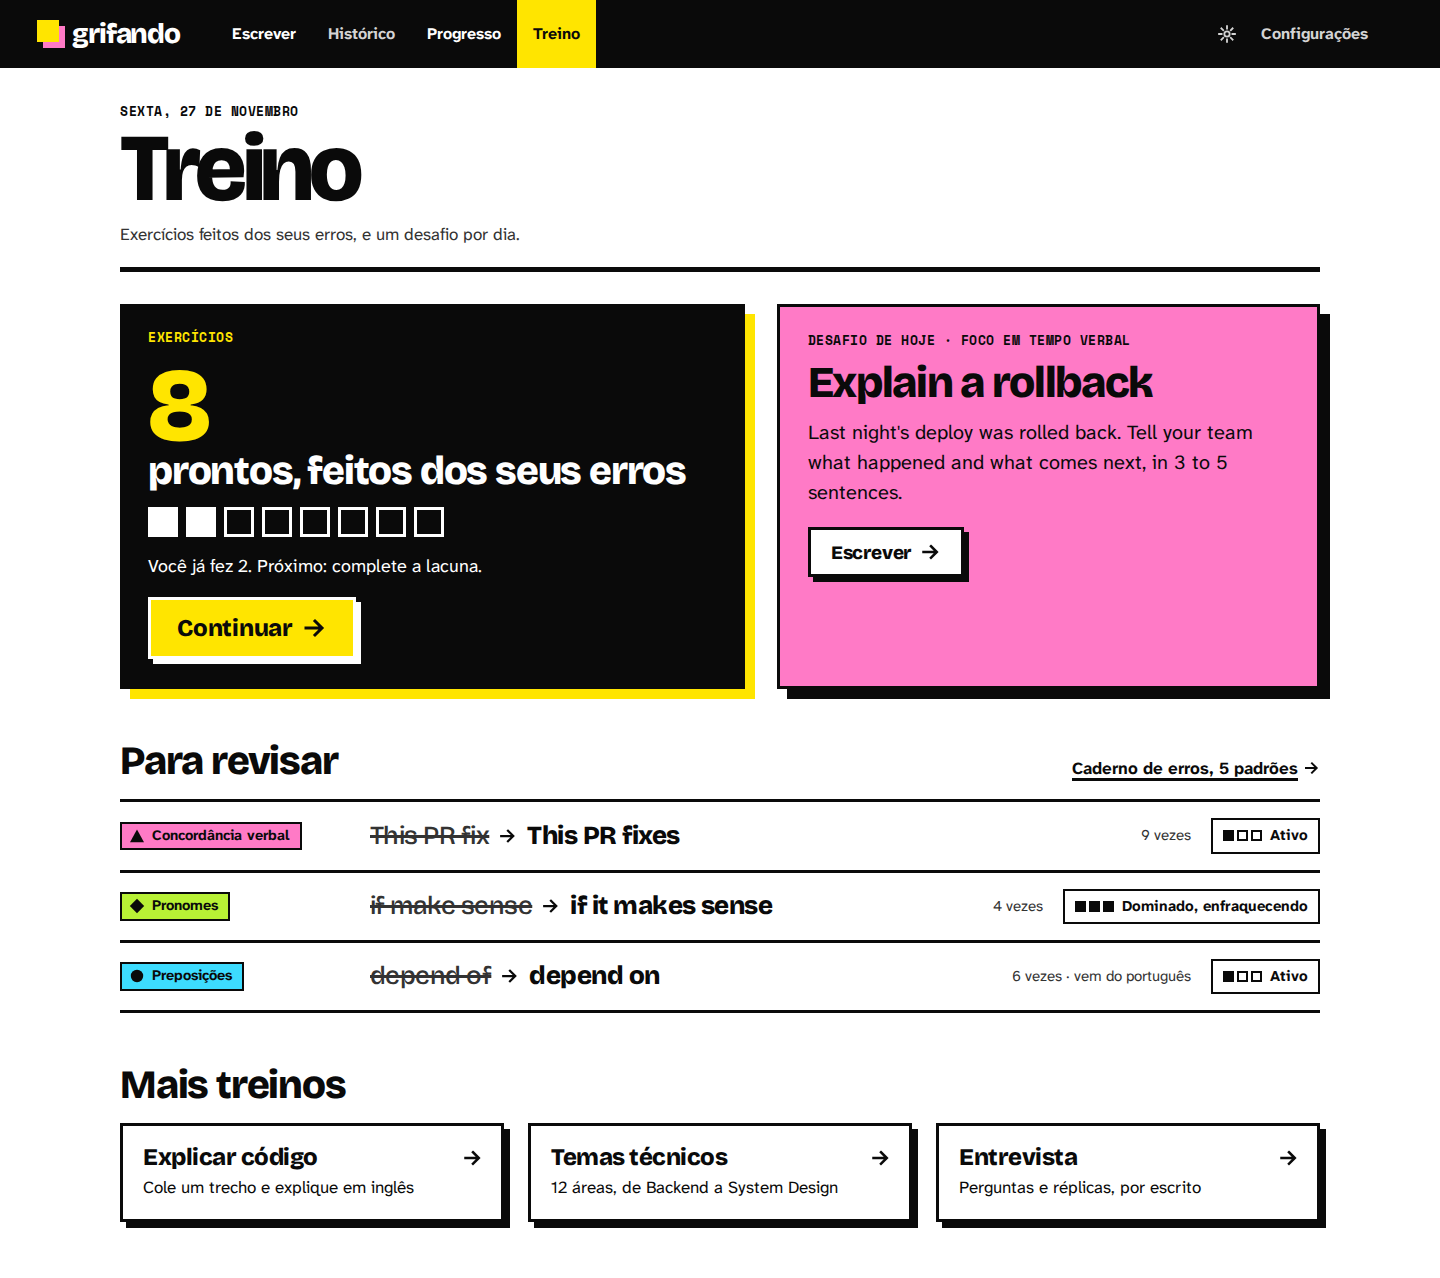 grifando
Escrever
Histórico
Progresso
Treino
Configurações
SEXTA, 27 DE NOVEMBRO
Treino
Exercícios feitos dos seus erros, e um desafio por dia.
EXERCÍCIOS
8
prontos, feitos dos seus erros
Você já fez 2. Próximo: complete a lacuna.
Continuar →
DESAFIO DE HOJE · FOCO EM TEMPO VERBAL
Explain a rollback
Last night's deploy was rolled back. Tell your team
what happened and what comes next, in 3 to 5
sentences.
Escrever →
Para revisar
Caderno de erros, 5 padrões →
Concordância verbal
This PR fix → This PR fixes
9 vezes
Ativo
Pronomes
if make sense → if it makes sense
4 vezes
Dominado, enfraquecendo
Preposições
depend of → depend on
6 vezes · vem do português
Ativo
Mais treinos
Explicar código →
Cole um trecho e explique em inglês
Temas técnicos →
12 áreas, de Backend a System Design
Entrevista →
Perguntas e réplicas, por escrito